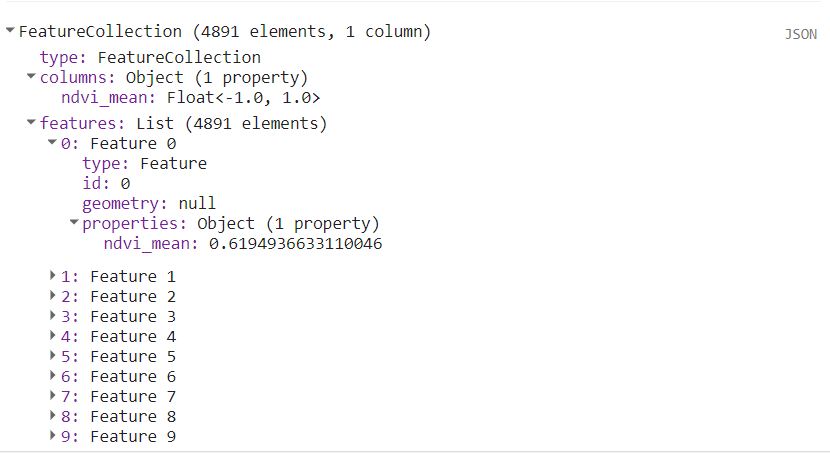 FeatureCollection (4891 elements, 1 column)
JSON
type: FeatureCollection
columns: Object (1 property)
ndvi_mean: Float<-1.0, 1.0>
features: List (4891 elements)
0: Feature 0
type: Feature
id: 0
geometry: null
properties: Object (1 property)
ndvi_mean: 0.6194936633110046
1: Feature 1
2: Feature 2
3: Feature 3
4: Feature 4
5: Feature 5
6: Feature 6
7: Feature 7
8: Feature 8
9: Feature 9